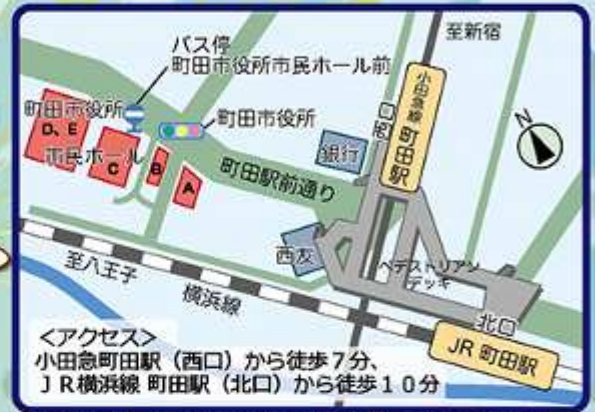 バス停
町田市役所市民ホール前
至新宿
小田急線 町田駅
西口
N
町田市役所
D、E
町田市役所
市民ホール
C
B
A
銀行
町田駅前通り
西友
ペデストリアン
デッキ
至八王子
横浜線
北口
JR 町田駅
<アクセス>
小田急町田駅（西口）から徒歩7分、
ＪＲ横浜線 町田駅（北口）から徒歩１０分